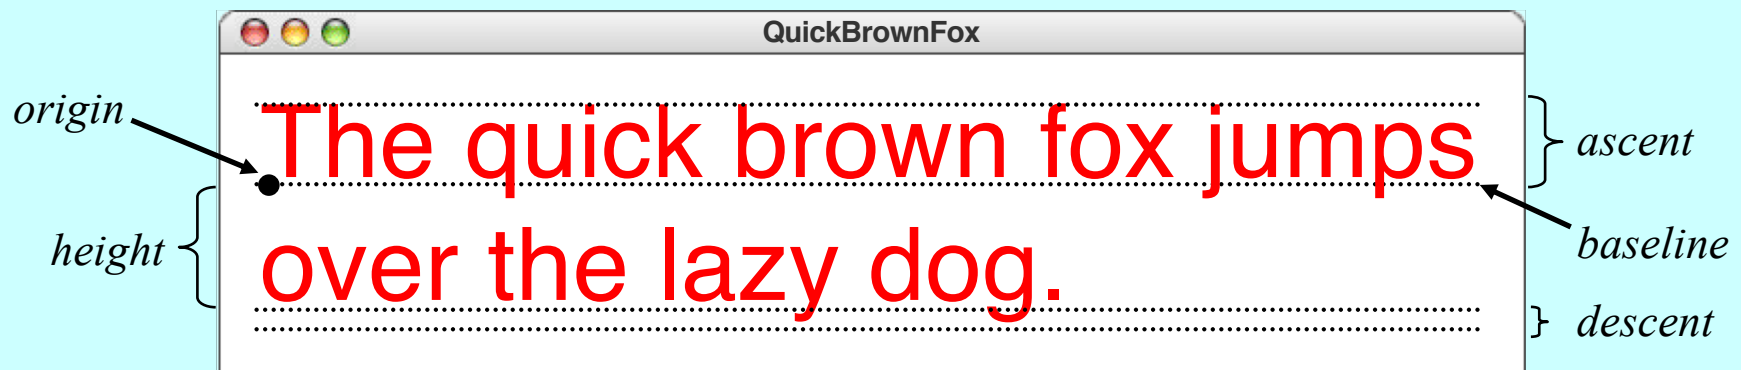 QuickBrownFox
origin
The quick brown fox jumps
ascent
height
over the lazy dog.
baseline
descent